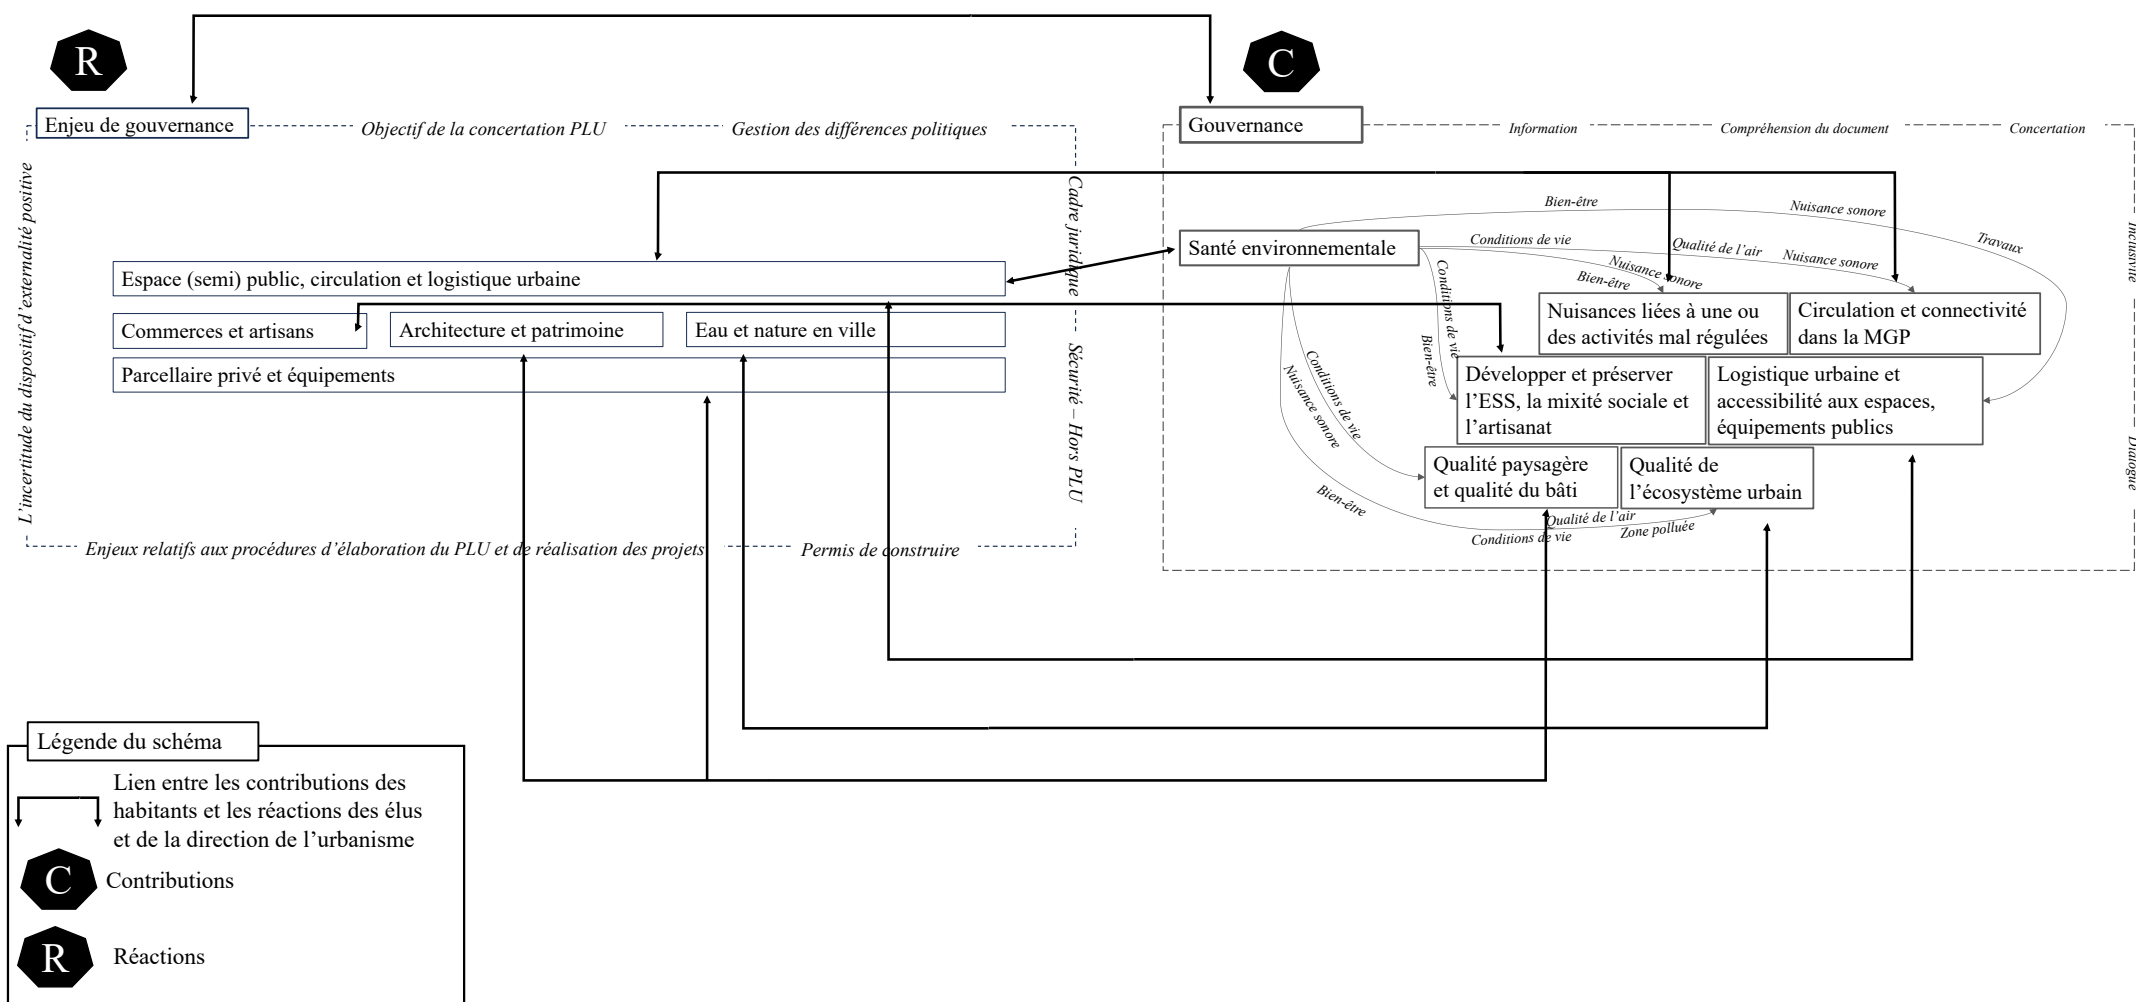 R
C
Enjeu de gouvernance
Objectif de la concertation PLU
Gestion des différences politiques
Gouvernance
Information
Compréhension du document
Concertation
L’incertitude du dispositif d’externalité positive
Cadre juridique
Sécurité – Hors PLU
Inclusivité
Dialogue
Espace (semi) public, circulation et logistique urbaine
Commerces et artisans
Architecture et patrimoine
Eau et nature en ville
Parcellaire privé et équipements
Enjeux relatifs aux procédures d’élaboration du PLU et de réalisation des projets
Permis de construire
Santé environnementale
Bien-être
Nuisance sonore
Travaux
Conditions de vie
Qualité de l’air
Nuisance sonore
Nuisance sonore
Bien-être
Conditions de vie
Bien-être
Conditions de vie
Nuisance sonore
Bien-être
Qualité de l’air
Conditions de vie
Zone polluée
Nuisances liées à une ou
des activités mal régulées
Circulation et connectivité
dans la MGP
Développer et préserver
l’ESS, la mixité sociale et
l’artisanat
Logistique urbaine et
accessibilité aux espaces,
équipements publics
Qualité paysagère
et qualité du bâti
Qualité de
l’écosystème urbain
Légende du schéma
Lien entre les contributions des
habitants et les réactions des élus
et de la direction de l’urbanisme
C
Contributions
R
Réactions